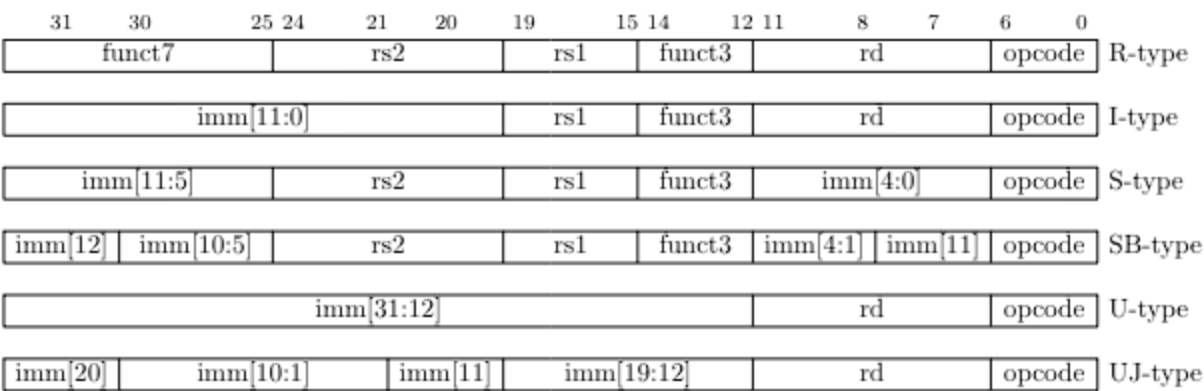 31 30 25 24 21 20 19 15 14 12 11 8 7 6 0
funct7 rs2 rs1 funct3 rd opcode R-type
imm[11:0] rs1 funct3 rd opcode I-type
imm[11:5] rs2 rs1 funct3 imm[4:0] opcode S-type
imm[12] imm[10:5] rs2 rs1 funct3 imm[4:1] imm[11] opcode SB-type
imm[31:12] rd opcode U-type
imm[20] imm[10:1] imm[11] imm[19:12] rd opcode UJ-type